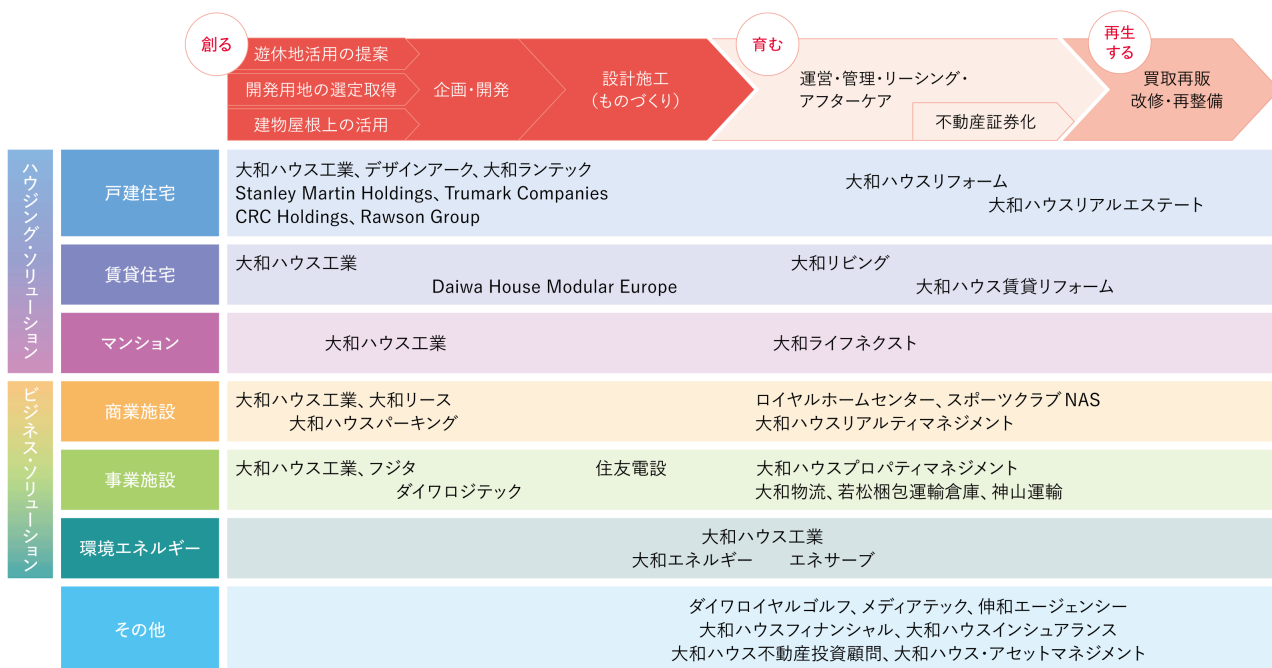 創る
遊休地活用の提案
開発用地の選定取得
建物屋根上の活用
企画・開発
設計施工
（ものづくり）
育む
運営・管理・リーシング・
アフターケア
不動産証券化
再生
する
買取再販
改修・再整備
ハウジング・ソリューション
戸建住宅
大和ハウス工業、デザインアーク、大和ランテック
Stanley Martin Holdings、Trumark Companies
CRC Holdings、Rawson Group
大和ハウスリフォーム
大和ハウスリアルエステート
賃貸住宅
大和ハウス工業
Daiwa House Modular Europe
大和リビング
大和ハウス賃貸リフォーム
マンション
大和ハウス工業
大和ライフネクスト
ビジネス・ソリューション
商業施設
大和ハウス工業、大和リース
大和ハウスパーキング
ロイヤルホームセンター、スポーツクラブNAS
大和ハウスリアルティマネジメント
事業施設
大和ハウス工業、フジタ
ダイワロジテック
住友電設
大和ハウスプロパティマネジメント
大和物流、若松梱包運輸倉庫、神山運輸
環境エネルギー
大和ハウス工業
大和エネルギー エネサーブ
その他
ダイワロイヤルゴルフ、メディアテック、伸和エージェンシー
大和ハウスフィナンシャル、大和ハウスインシュアランス
大和ハウス不動産投資顧問、大和ハウス・アセットマネジメント